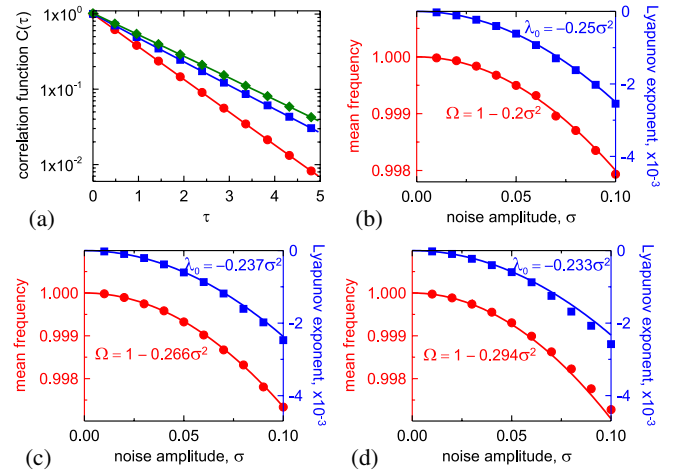 correlation function C(τ)
1x10⁰
1x10⁻¹
1x10⁻²
0 1 2 3 4 5
τ
(a)
mean frequency
1.000
0.999
0.998
λ₀ = −0.25σ²
Ω = 1 − 0.2σ²
0
-2
-4
Lyapunov exponent, x10⁻³
0.00 0.05 0.10
noise amplitude, σ
(b)
mean frequency
1.000
0.999
0.998
λ₀ = −0.237σ²
Ω = 1 − 0.266σ²
0
-2
-4
Lyapunov exponent, x10⁻³
0.00 0.05 0.10
noise amplitude, σ
(c)
mean frequency
1.000
0.999
0.998
λ₀ = −0.233σ²
Ω = 1 − 0.294σ²
0
-2
-4
Lyapunov exponent, x10⁻³
0.00 0.05 0.10
noise amplitude, σ
(d)